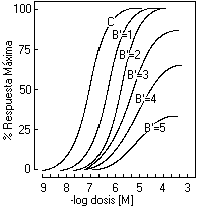 % Respuesta Máxima
100
75
50
25
0
C
B'=1
B'=2
B'=3
B'=4
B'=5
9 8 7 6 5 4 3
-log dosis [M]